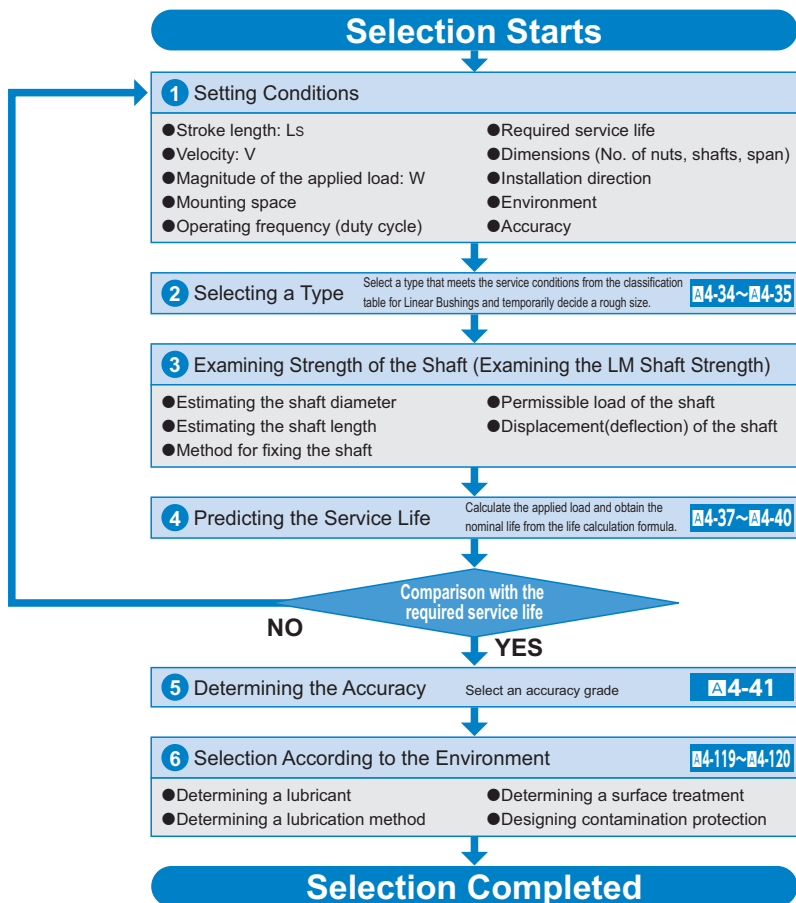 Selection Starts
1 Setting Conditions
●Stroke length: Ls
●Velocity: V
●Magnitude of the applied load: W
●Mounting space
●Operating frequency (duty cycle)
●Required service life
●Dimensions (No. of nuts, shafts, span)
●Installation direction
●Environment
●Accuracy
2 Selecting a Type
Select a type that meets the service conditions from the classification
table for Linear Bushings and temporarily decide a rough size.
A4-34~A4-35
3 Examining Strength of the Shaft (Examining the LM Shaft Strength)
●Estimating the shaft diameter
●Estimating the shaft length
●Method for fixing the shaft
●Permissible load of the shaft
●Displacement(deflection) of the shaft
4 Predicting the Service Life
Calculate the applied load and obtain the
nominal life from the life calculation formula.
A4-37~A4-40
Comparison with the
required service life
NO
YES
5 Determining the Accuracy
Select an accuracy grade
A4-41
6 Selection According to the Environment
A4-119~A4-120
●Determining a lubricant
●Determining a lubrication method
●Determining a surface treatment
●Designing contamination protection
Selection Completed